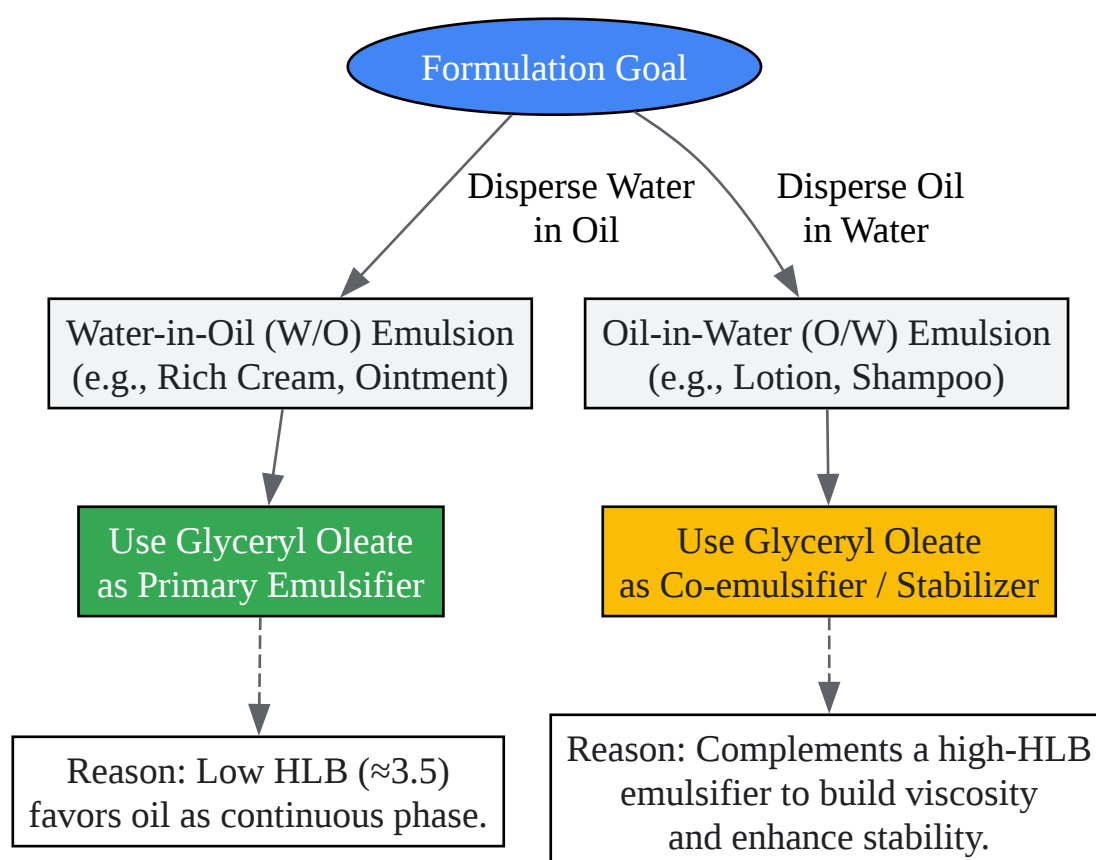 Formulation Goal
Disperse Water
in Oil
Disperse Oil
in Water
Water-in-Oil (W/O) Emulsion
(e.g., Rich Cream, Ointment)
Oil-in-Water (O/W) Emulsion
(e.g., Lotion, Shampoo)
Use Glyceryl Oleate
as Primary Emulsifier
Use Glyceryl Oleate
as Co-emulsifier / Stabilizer
Reason: Low HLB (≈3.5)
favors oil as continuous phase.
Reason: Complements a high-HLB
emulsifier to build viscosity
and enhance stability.